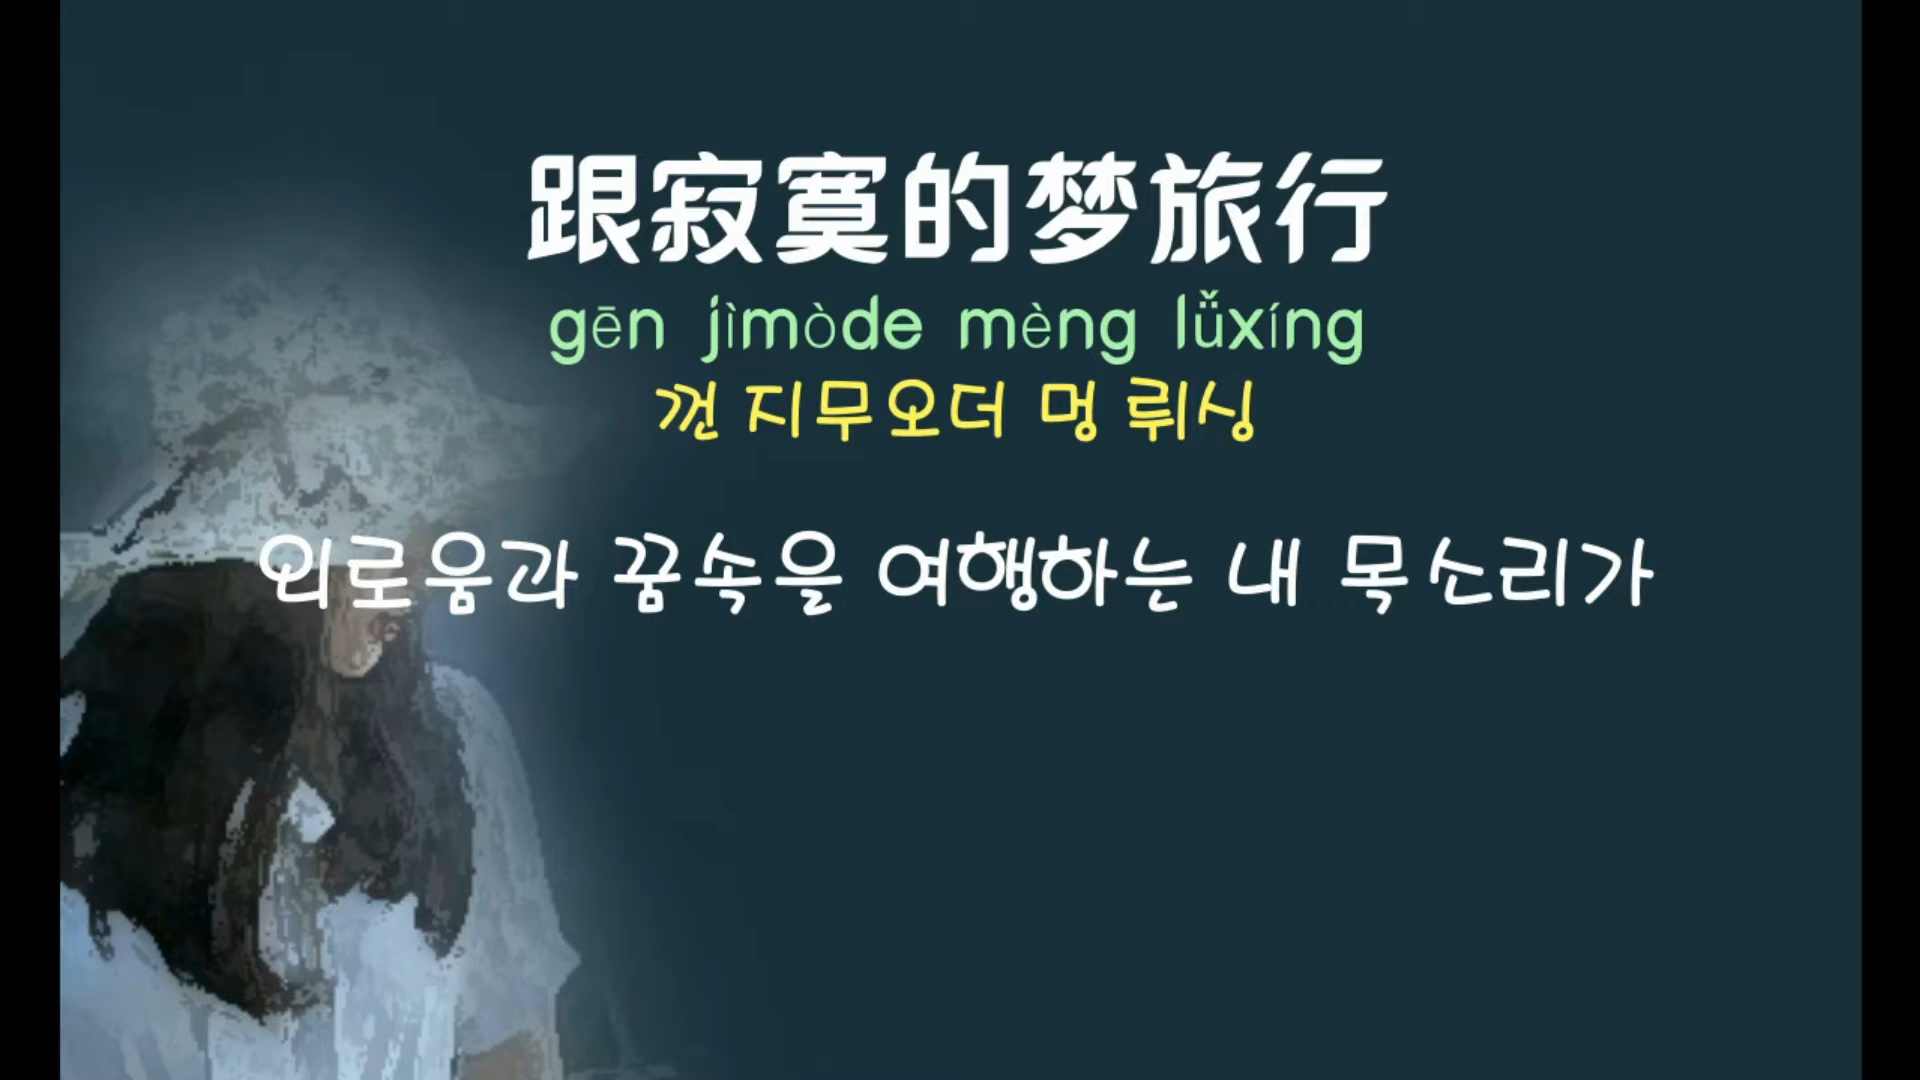 跟寂寞的梦旅行
gēn jìmòde mèng lǚxíng
껀 지무오더 멍 뤼싱
외로움과 꿈속을 여행하는 내 목소리가